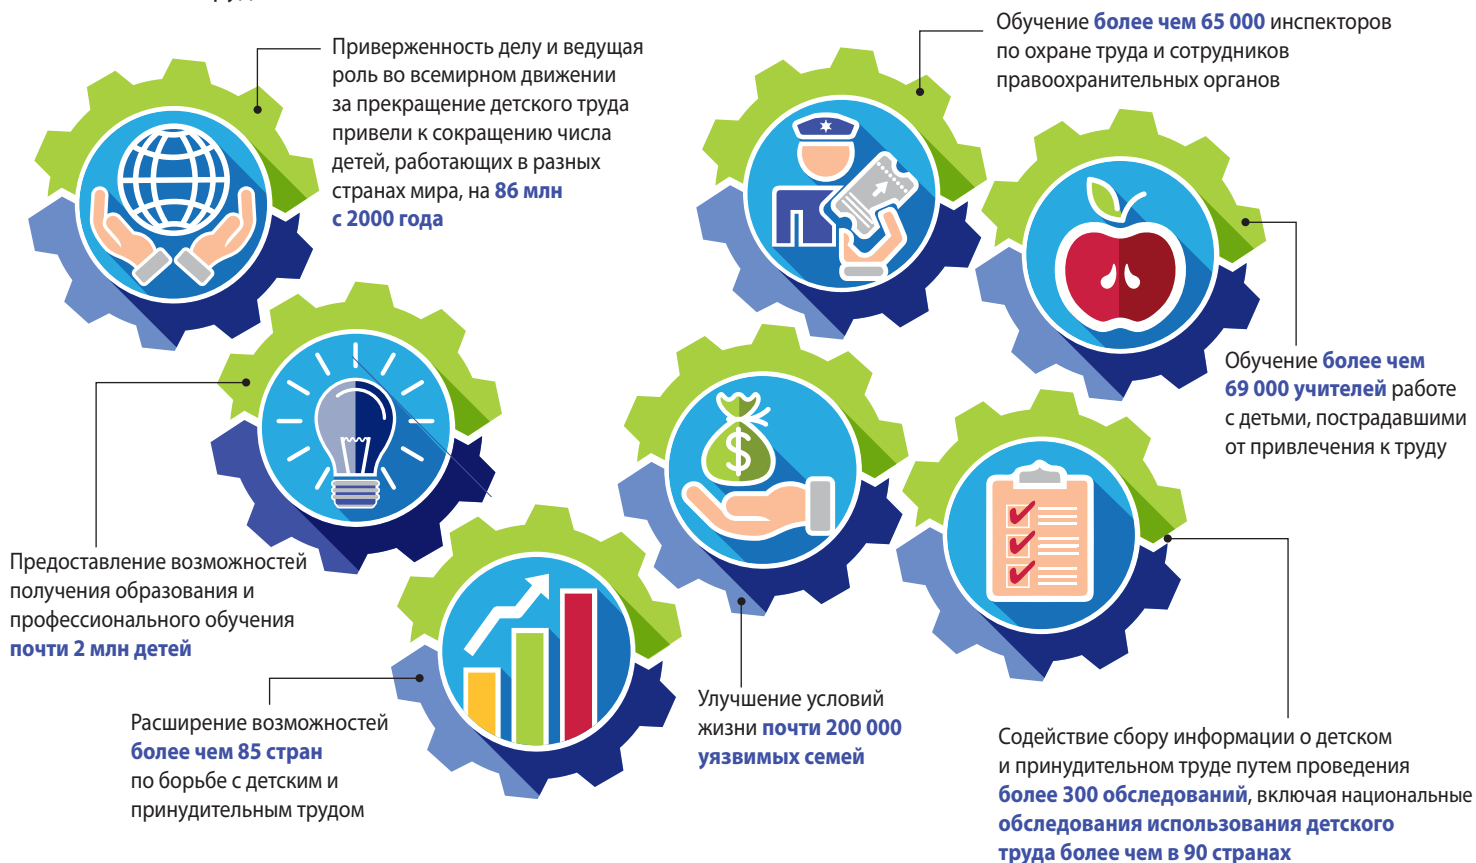 Приверженность делу и ведущая
роль во всемирном движении
за прекращение детского труда
привели к сокращению числа
детей, работающих в разных
странах мира, на 86 млн
с 2000 года
Обучение более чем 65 000 инспекторов
по охране труда и сотрудников
правоохранительных органов
Обучение более чем
69 000 учителей работе
с детьми, пострадавшими
от привлечения к труду
Предоставление возможностей
получения образования и
профессионального обучения
почти 2 млн детей
Расширение возможностей
более чем 85 стран
по борьбе с детским и
принудительным трудом
Улучшение условий
жизни почти 200 000
уязвимых семей
Содействие сбору информации о детском
и принудительном труде путем проведения
более 300 обследований, включая национальные
обследования использования детского
труда более чем в 90 странах